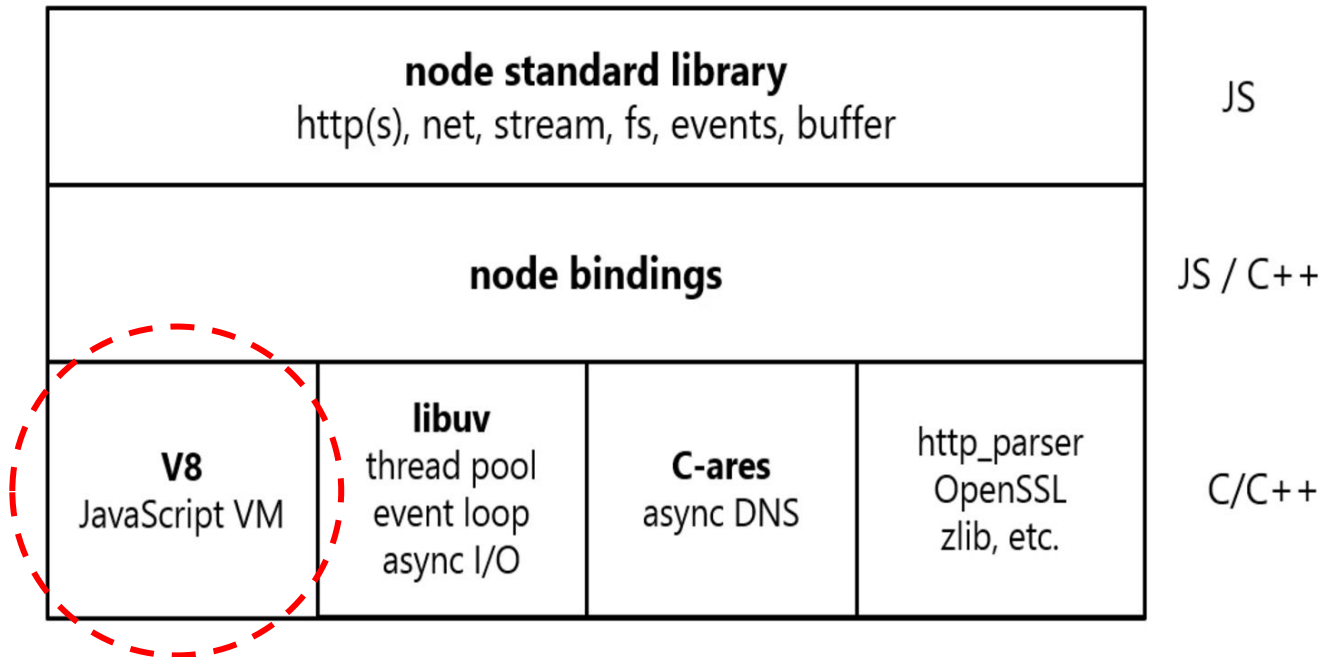 node standard library
http(s), net, stream, fs, events, buffer
JS
node bindings
JS / C++
V8
JavaScript VM
libuv
thread pool
event loop
async I/O
C-ares
async DNS
http_parser
OpenSSL
zlib, etc.
C/C++